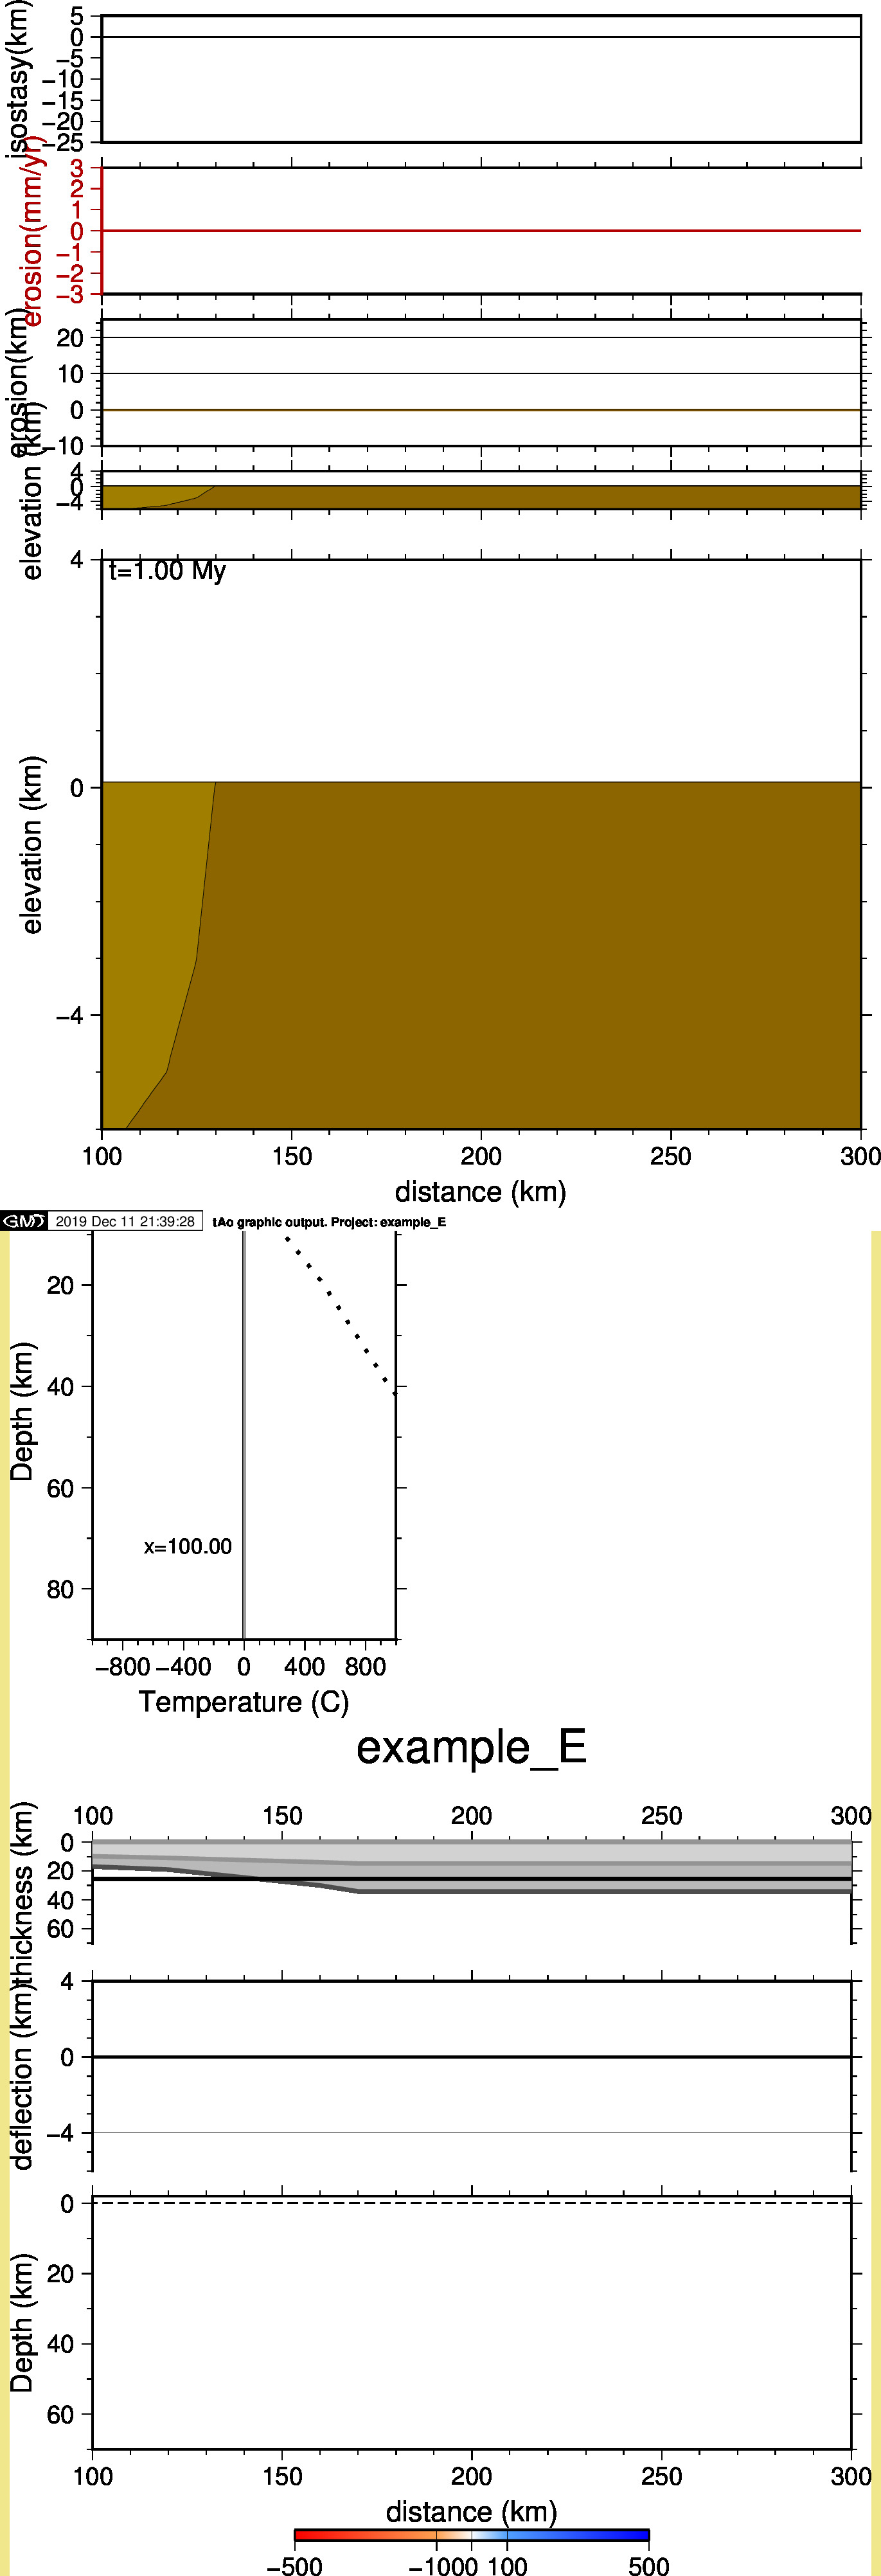 5
0
−5
−10
−15
−20
−25
isostasy(km)
3
2
1
0
−1
−2
−3
erosion(mm/yr)
20
10
0
−10
erosion(km)
4
0
−4
elevation (km)
t=1.00 My
4
0
−4
elevation (km)
100 150 200 250 300
distance (km)
GMT 2019 Dec 11 21:39:28 tAo graphic output. Project: example_E
20
40
60
80
Depth (km)
x=100.00
−800 −400 0 400 800
Temperature (C)
example_E
100 150 200 250 300
0
20
40
60
thickness (km)
4
0
−4
deflection (km)
0
20
40
60
Depth (km)
100 150 200 250 300
distance (km)
−500 −1000 100 500